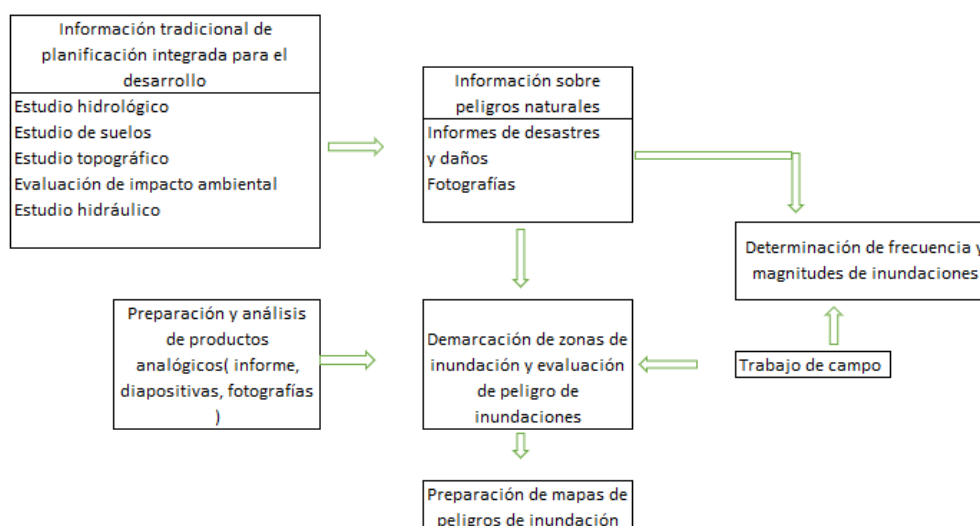 Información tradicional de
planificación integrada para el
desarrollo
Estudio hidrológico
Estudio de suelos
Estudio topográfico
Evaluación de impacto ambiental
Estudio hidráulico
Información sobre
peligros naturales
Informes de desastres
y daños
Fotografías
Determinación de frecuencia y
magnitudes de inundaciones
Preparación y análisis
de productos
analógicos( informe,
diapositivas, fotografías
)
Demarcación de zonas de
inundación y evaluación
de peligro de
inundaciones
Trabajo de campo
Preparación de mapas de
peligros de inundación